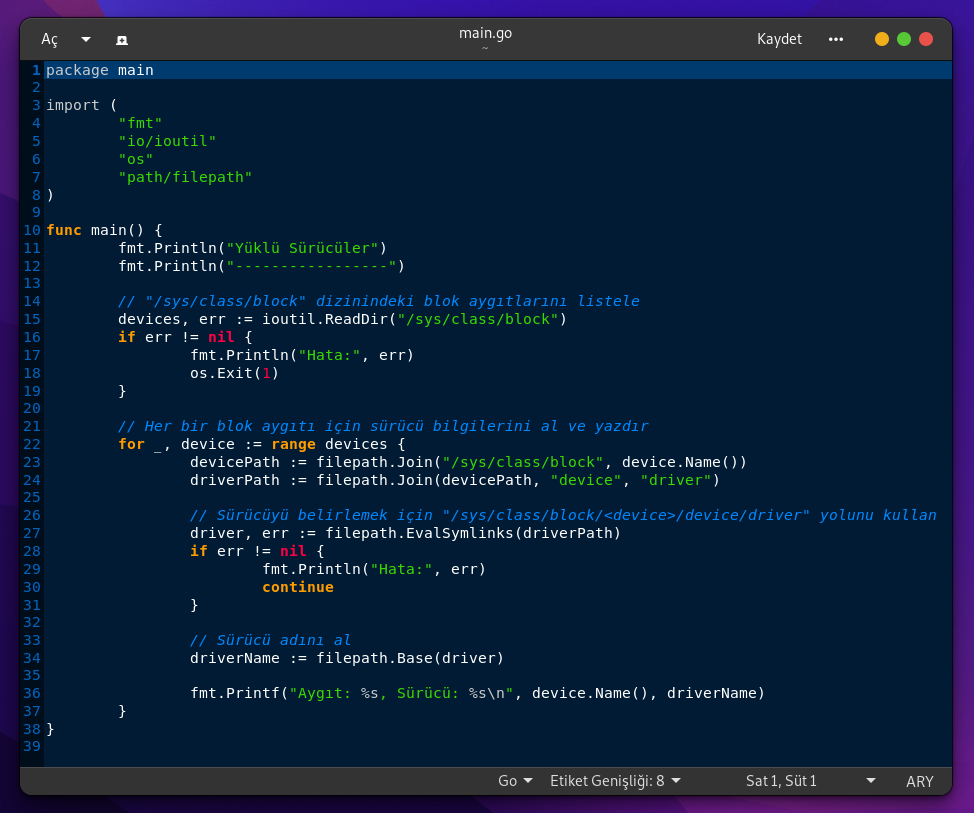 Aç
main.go
~
Kaydet
1 package main
2
3 import (
4         "fmt"
5         "io/ioutil"
6         "os"
7         "path/filepath"
8 )
9
10 func main() {
11         fmt.Println("Yüklü Sürücüler")
12         fmt.Println("-----------------")
13
14         // "/sys/class/block" dizinindeki blok aygıtlarını listele
15         devices, err := ioutil.ReadDir("/sys/class/block")
16         if err != nil {
17                 fmt.Println("Hata:", err)
18                 os.Exit(1)
19         }
20
21         // Her bir blok aygıtı için sürücü bilgilerini al ve yazdır
22         for _, device := range devices {
23                 devicePath := filepath.Join("/sys/class/block", device.Name())
24                 driverPath := filepath.Join(devicePath, "device", "driver")
25
26                 // Sürücüyü belirlemek için "/sys/class/block/<device>/device/driver" yolunu kullan
27                 driver, err := filepath.EvalSymlinks(driverPath)
28                 if err != nil {
29                         fmt.Println("Hata:", err)
30                         continue
31                 }
32
33                 // Sürücü adını al
34                 driverName := filepath.Base(driver)
35
36                 fmt.Printf("Aygıt: %s, Sürücü: %s\n", device.Name(), driverName)
37         }
38 }
39
Go Etiket Genişliği: 8 Sat 1, Süt 1 ARY